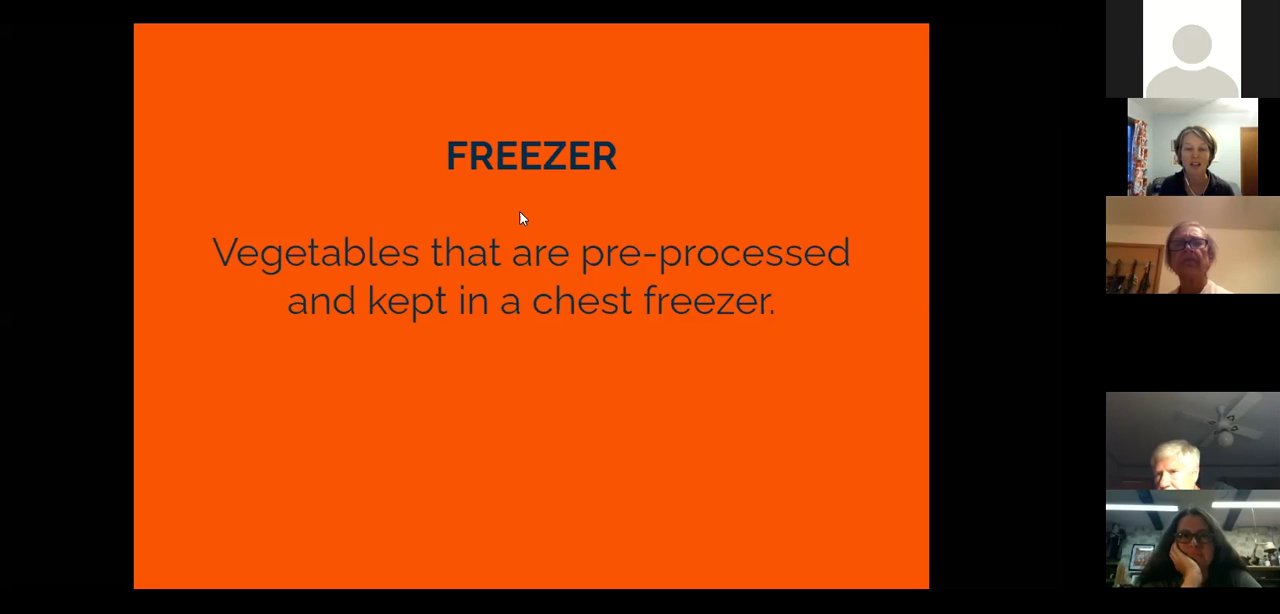 FREEZER
Vegetables that are pre-processed
and kept in a chest freezer.